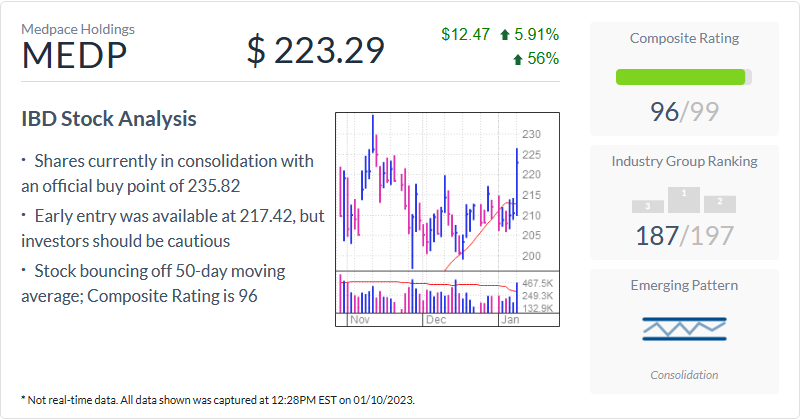 Medpace Holdings
MEDP
$ 223.29
$12.47 5.91%
56%
IBD Stock Analysis
· Shares currently in consolidation with
an official buy point of 235.82
· Early entry was available at 217.42, but
investors should be cautious
· Stock bouncing off 50-day moving
average; Composite Rating is 96
230
225
220
215
210
205
200
467.5K
249.3K
132.9K
Nov
Dec
Jan
Composite Rating
96/99
Industry Group Ranking
3
1
2
187/197
Emerging Pattern
Consolidation
* Not real-time data. All data shown was captured at 12:28PM EST on 01/10/2023.